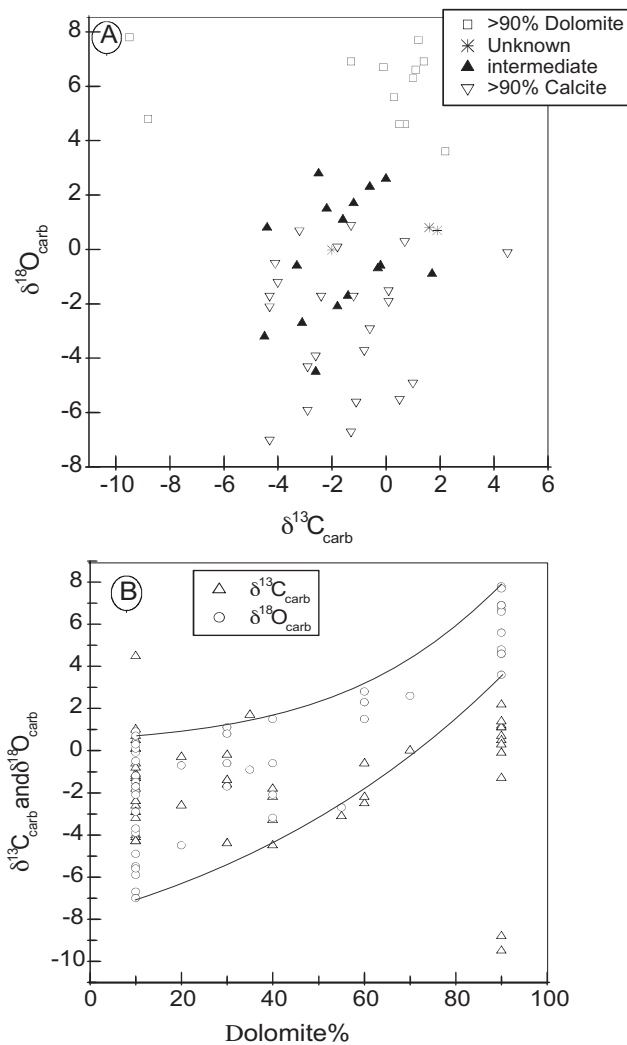 A
>90% Dolomite
Unknown
intermediate
>90% Calcite
8
6
4
2
0
-2
-4
-6
-8
δ18Ocarb
-10 -8 -6 -4 -2 0 2 4 6
δ13Ccarb
B
δ13Ccarb
δ18Ocarb
8
6
4
2
0
-2
-4
-6
-8
-10
δ13Ccarb andδ18Ocarb
0 20 40 60 80 100
Dolomite%